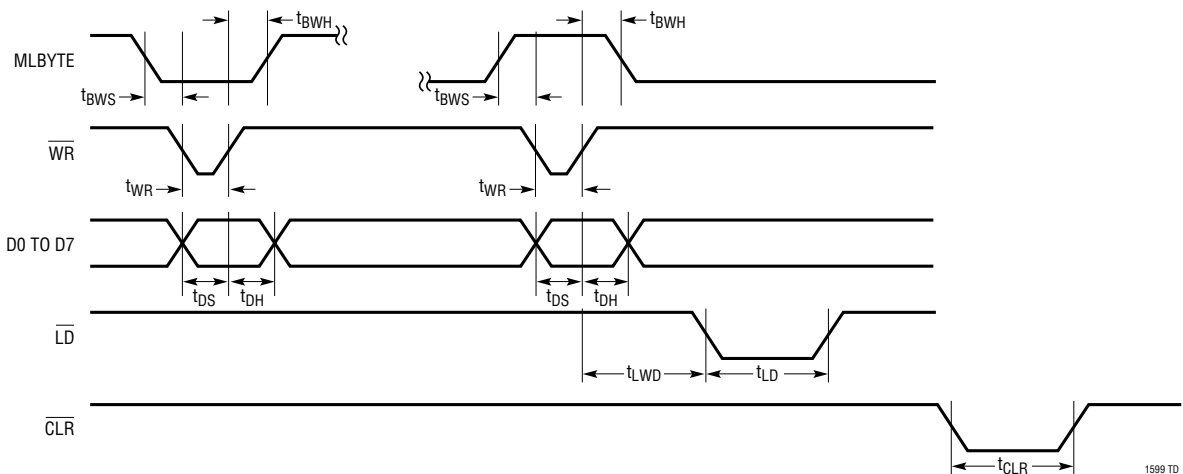 tBWH
tBWH
MLBYTE
tBWS
tBWS
WR
tWR
tWR
D0 TO D7
tDS
tDH
tDS
tDH
LD
tLWD
tLD
CLR
tCLR
1599 TD